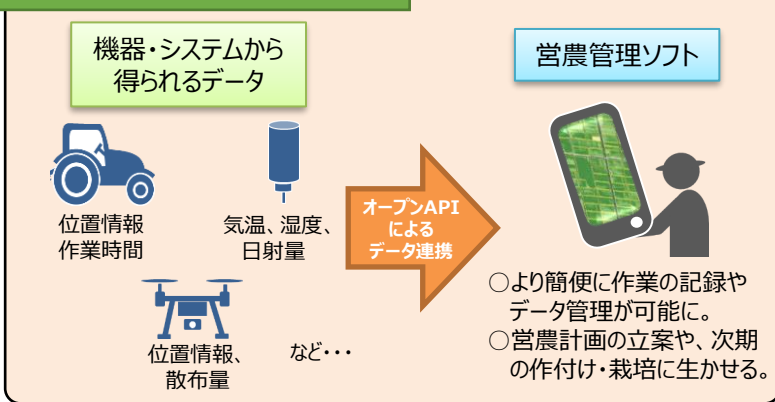 機器・システムから
得られるデータ
営農管理ソフト
位置情報
作業時間
気温、湿度、
日射量
オープンAPI
による
データ連携
位置情報、
散布量
など・・・
○より簡便に作業の記録や
データ管理が可能に。
○営農計画の立案や、次期
の作付け・栽培に生かせる。